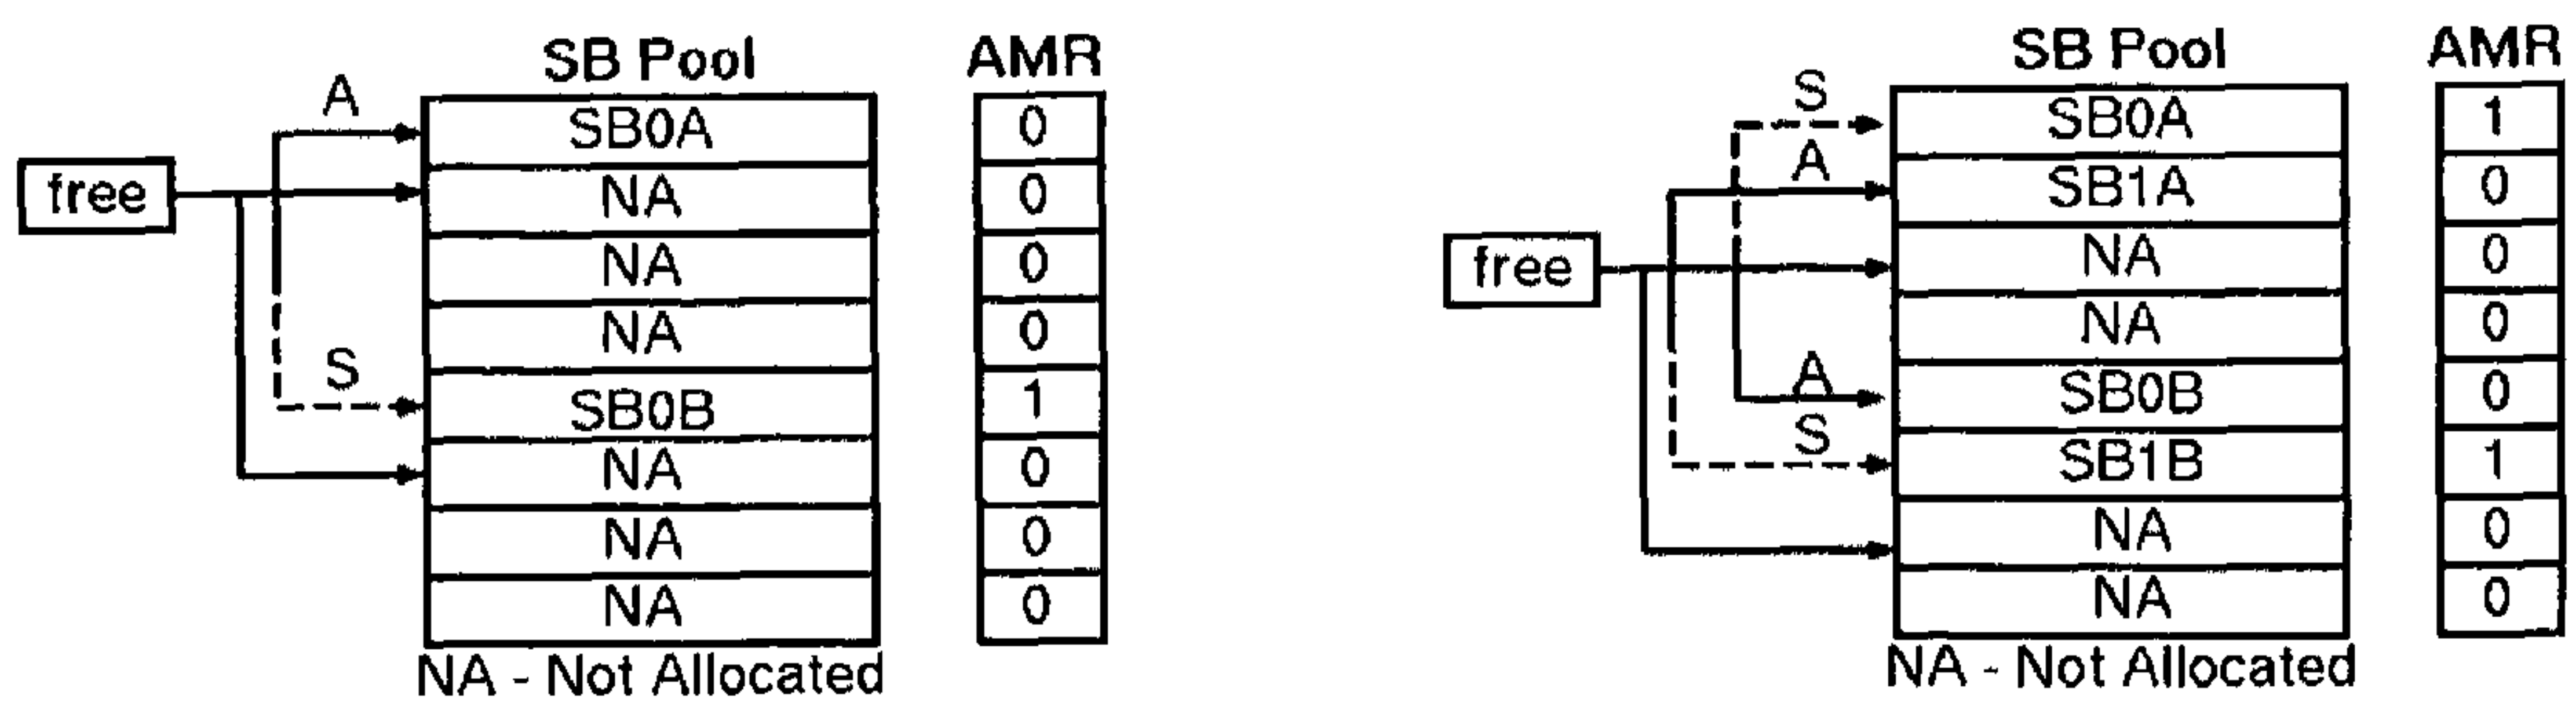 SB Pool AMR
A
SB0A 0
free
NA 0
NA 0
NA 0
S
SB0B 1
NA 0
NA 0
NA 0
NA - Not Allocated
SB Pool AMR
S
SB0A 1
A
SB1A 0
free
NA 0
NA 0
A
SB0B 0
S
SB1B 1
NA 0
NA 0
NA - Not Allocated